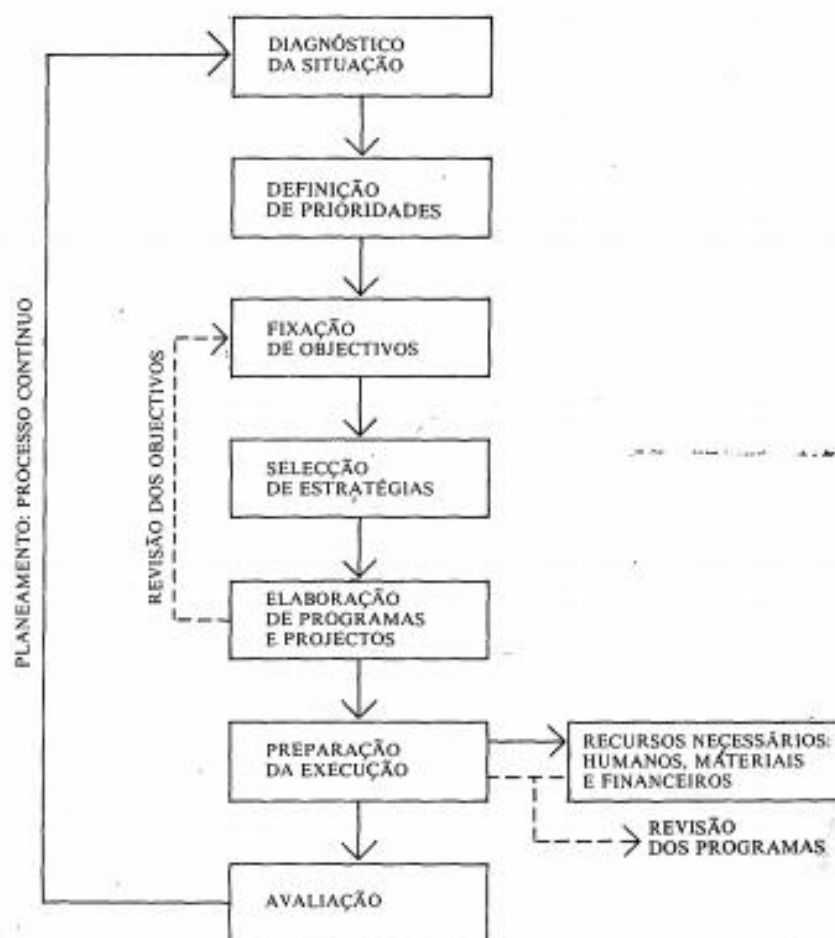 DIAGNÓSTICO
DA SITUAÇÃO
DEFINIÇÃO
DE PRIORIDADES
FIXAÇÃO
DE OBJECTIVOS
SELECÇÃO
DE ESTRATÉGIAS
ELABORAÇÃO
DE PROGRAMAS
E PROJECTOS
PREPARAÇÃO
DA EXECUÇÃO
RECURSOS NECESSÁRIOS:
HUMANOS, MATERIAIS
E FINANCEIROS
REVISÃO
DOS PROGRAMAS
AVALIAÇÃO
PLANEAMENTO: PROCESSO CONTÍNUO
REVISÃO DOS OBJECTIVOS